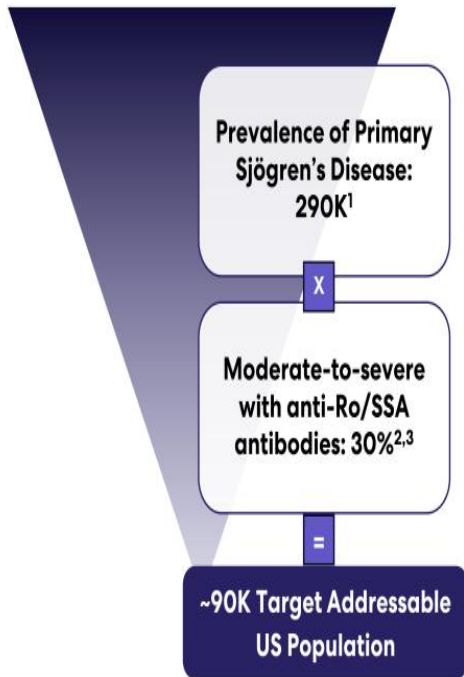 Prevalence of Primary
Sjögren's Disease:
290K¹
X
Moderate-to-severe
with anti-Ro/SSA
antibodies: 30%²,³
=
~90K Target Addressable
US Population